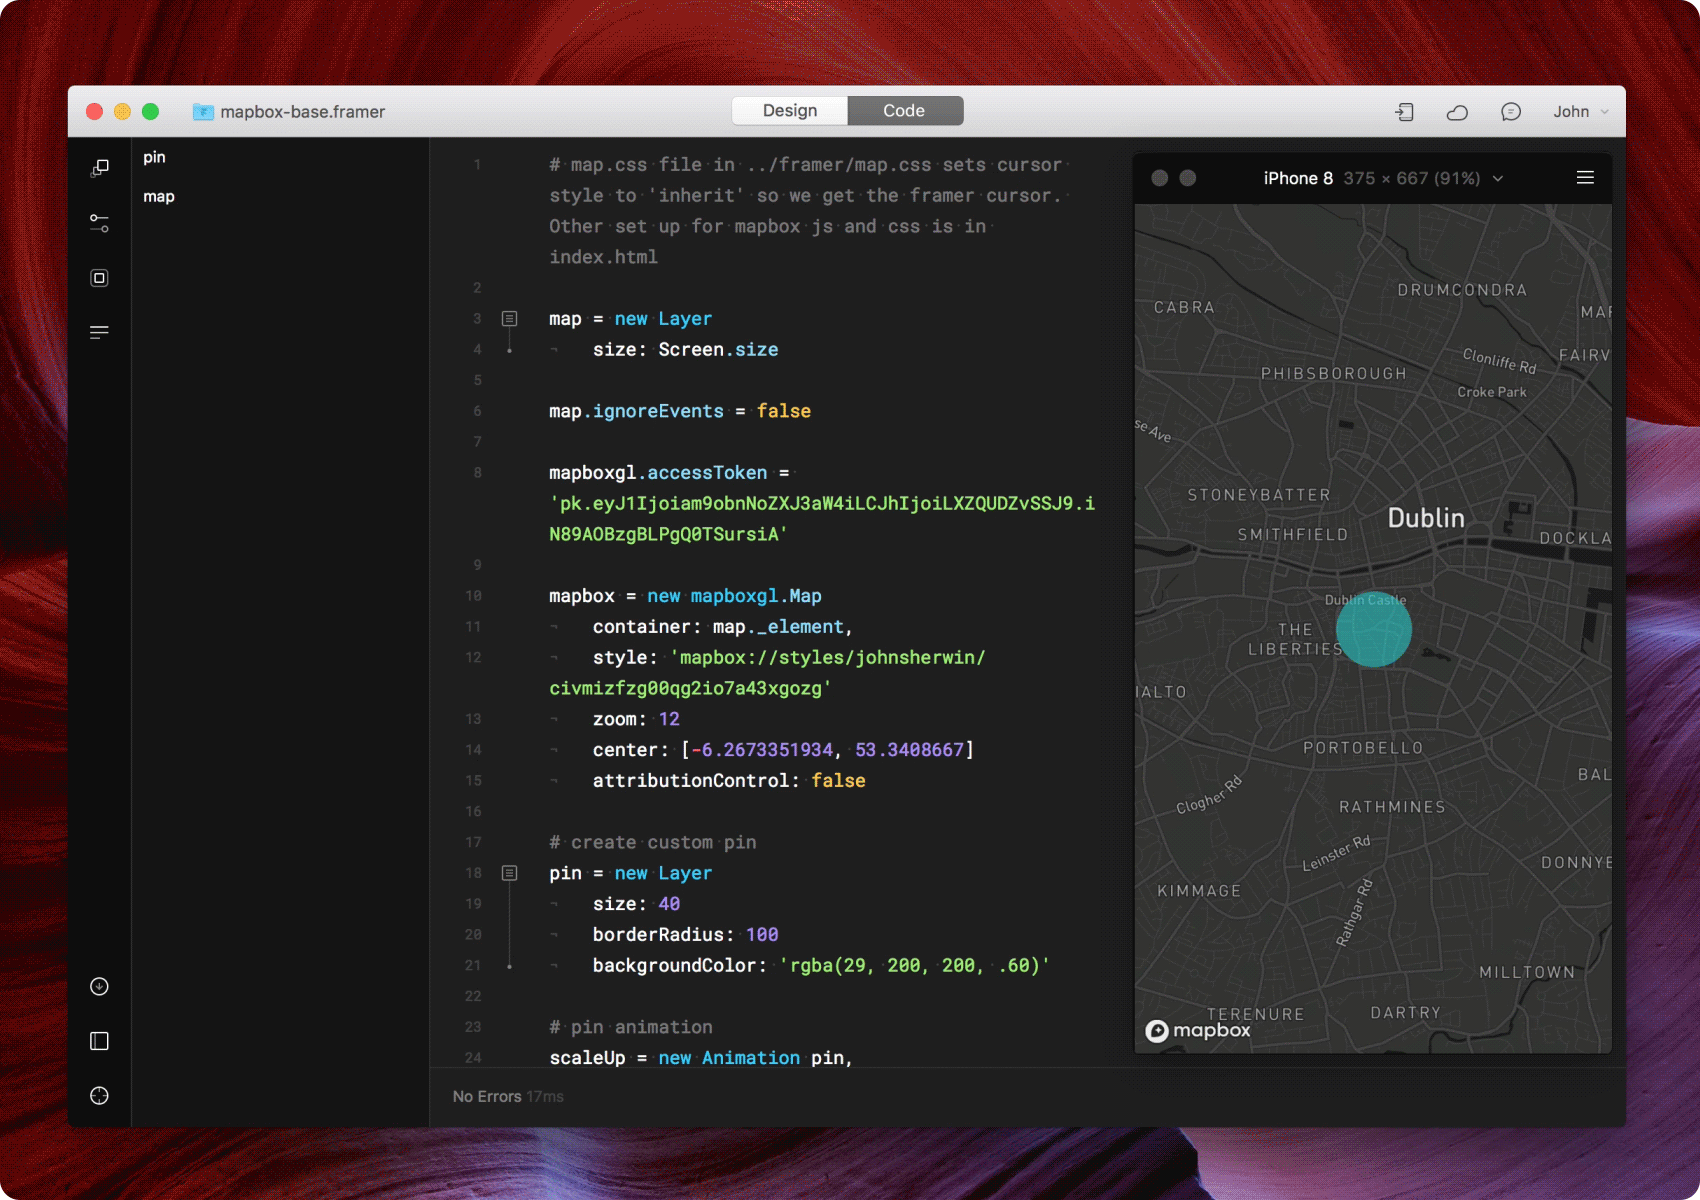 mapbox-base.framer
Design
Code
John
pin
map
1 # map.css file in ../framer/map.css sets cursor
style to 'inherit' so we get the framer cursor.
Other set up for mapbox js and css is in
index.html
2
3 map = new Layer
4 size: Screen.size
5
6 map.ignoreEvents = false
7
8 mapboxgl.accessToken =
'pk.eyJ1Ijoiam9obnNoZXJ3aW4iLCJhIjoiLXZQUDZvSSJ9.i
N89AOBzgBLPgQ0TSursiA'
9
10 mapbox = new mapboxgl.Map
11 container: map._element,
12 style: 'mapbox://styles/johnsherwin/
civmizfzg00qg2io7a43xgozg'
13 zoom: 12
14 center: [-6.2673351934, 53.3408667]
15 attributionControl: false
16
17 # create custom pin
18 pin = new Layer
19 size: 40
20 borderRadius: 100
21 backgroundColor: 'rgba(29, 200, 200, .60)'
22
23 # pin animation
24 scaleUp = new Animation pin,
No Errors 17ms
iPhone 8 375 × 667 (91%)
DRUMCONDRA
CABRA
MAR
Clonliffe Rd
FAIRV
PHIBSBOROUGH
Croke Park
se Ave
STONEYBATTER
Dublin
SMITHFIELD
DOCKLA
Dublin Castle
THE
LIBERTIES
IALTO
PORTOBELLO
BAL
Clogher Rd
RATHMINES
Leinster Rd
DONNYE
KIMMAGE
Rathgar Rd
MILLTOWN
TERENURE
DARTRY
mapbox